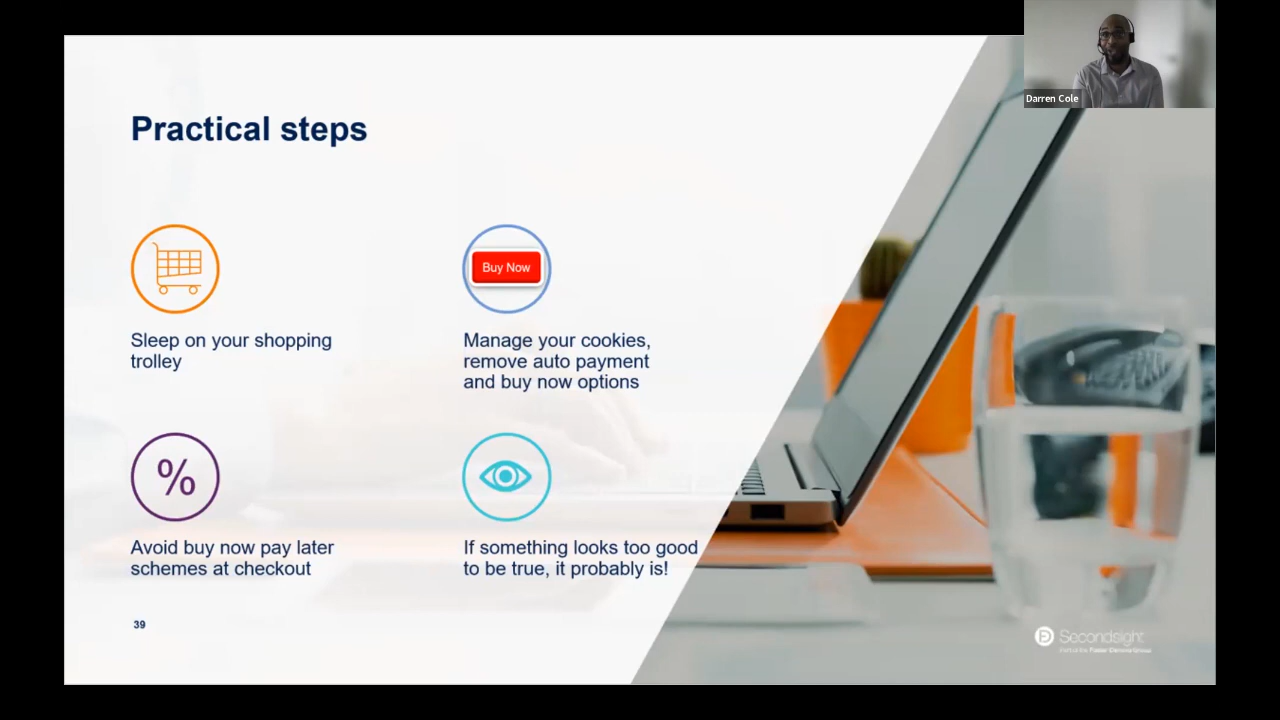 Darren Cole
Practical steps
Buy Now
Sleep on your shopping
trolley
Manage your cookies,
remove auto payment
and buy now options
%
Avoid buy now pay later
schemes at checkout
If something looks too good
to be true, it probably is!
39
Secondsight